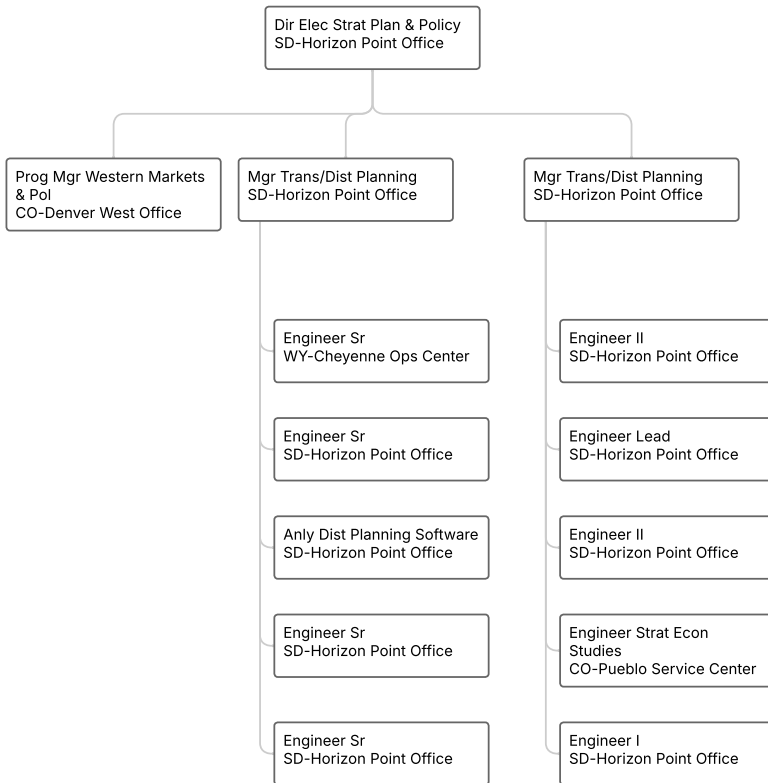 Dir Elec Strat Plan & Policy
SD-Horizon Point Office
Prog Mgr Western Markets
& Pol
CO-Denver West Office
Mgr Trans/Dist Planning
SD-Horizon Point Office
Mgr Trans/Dist Planning
SD-Horizon Point Office
Engineer Sr
WY-Cheyenne Ops Center
Engineer Sr
SD-Horizon Point Office
Anly Dist Planning Software
SD-Horizon Point Office
Engineer Sr
SD-Horizon Point Office
Engineer Sr
SD-Horizon Point Office
Engineer II
SD-Horizon Point Office
Engineer Lead
SD-Horizon Point Office
Engineer II
SD-Horizon Point Office
Engineer Strat Econ
Studies
CO-Pueblo Service Center
Engineer I
SD-Horizon Point Office